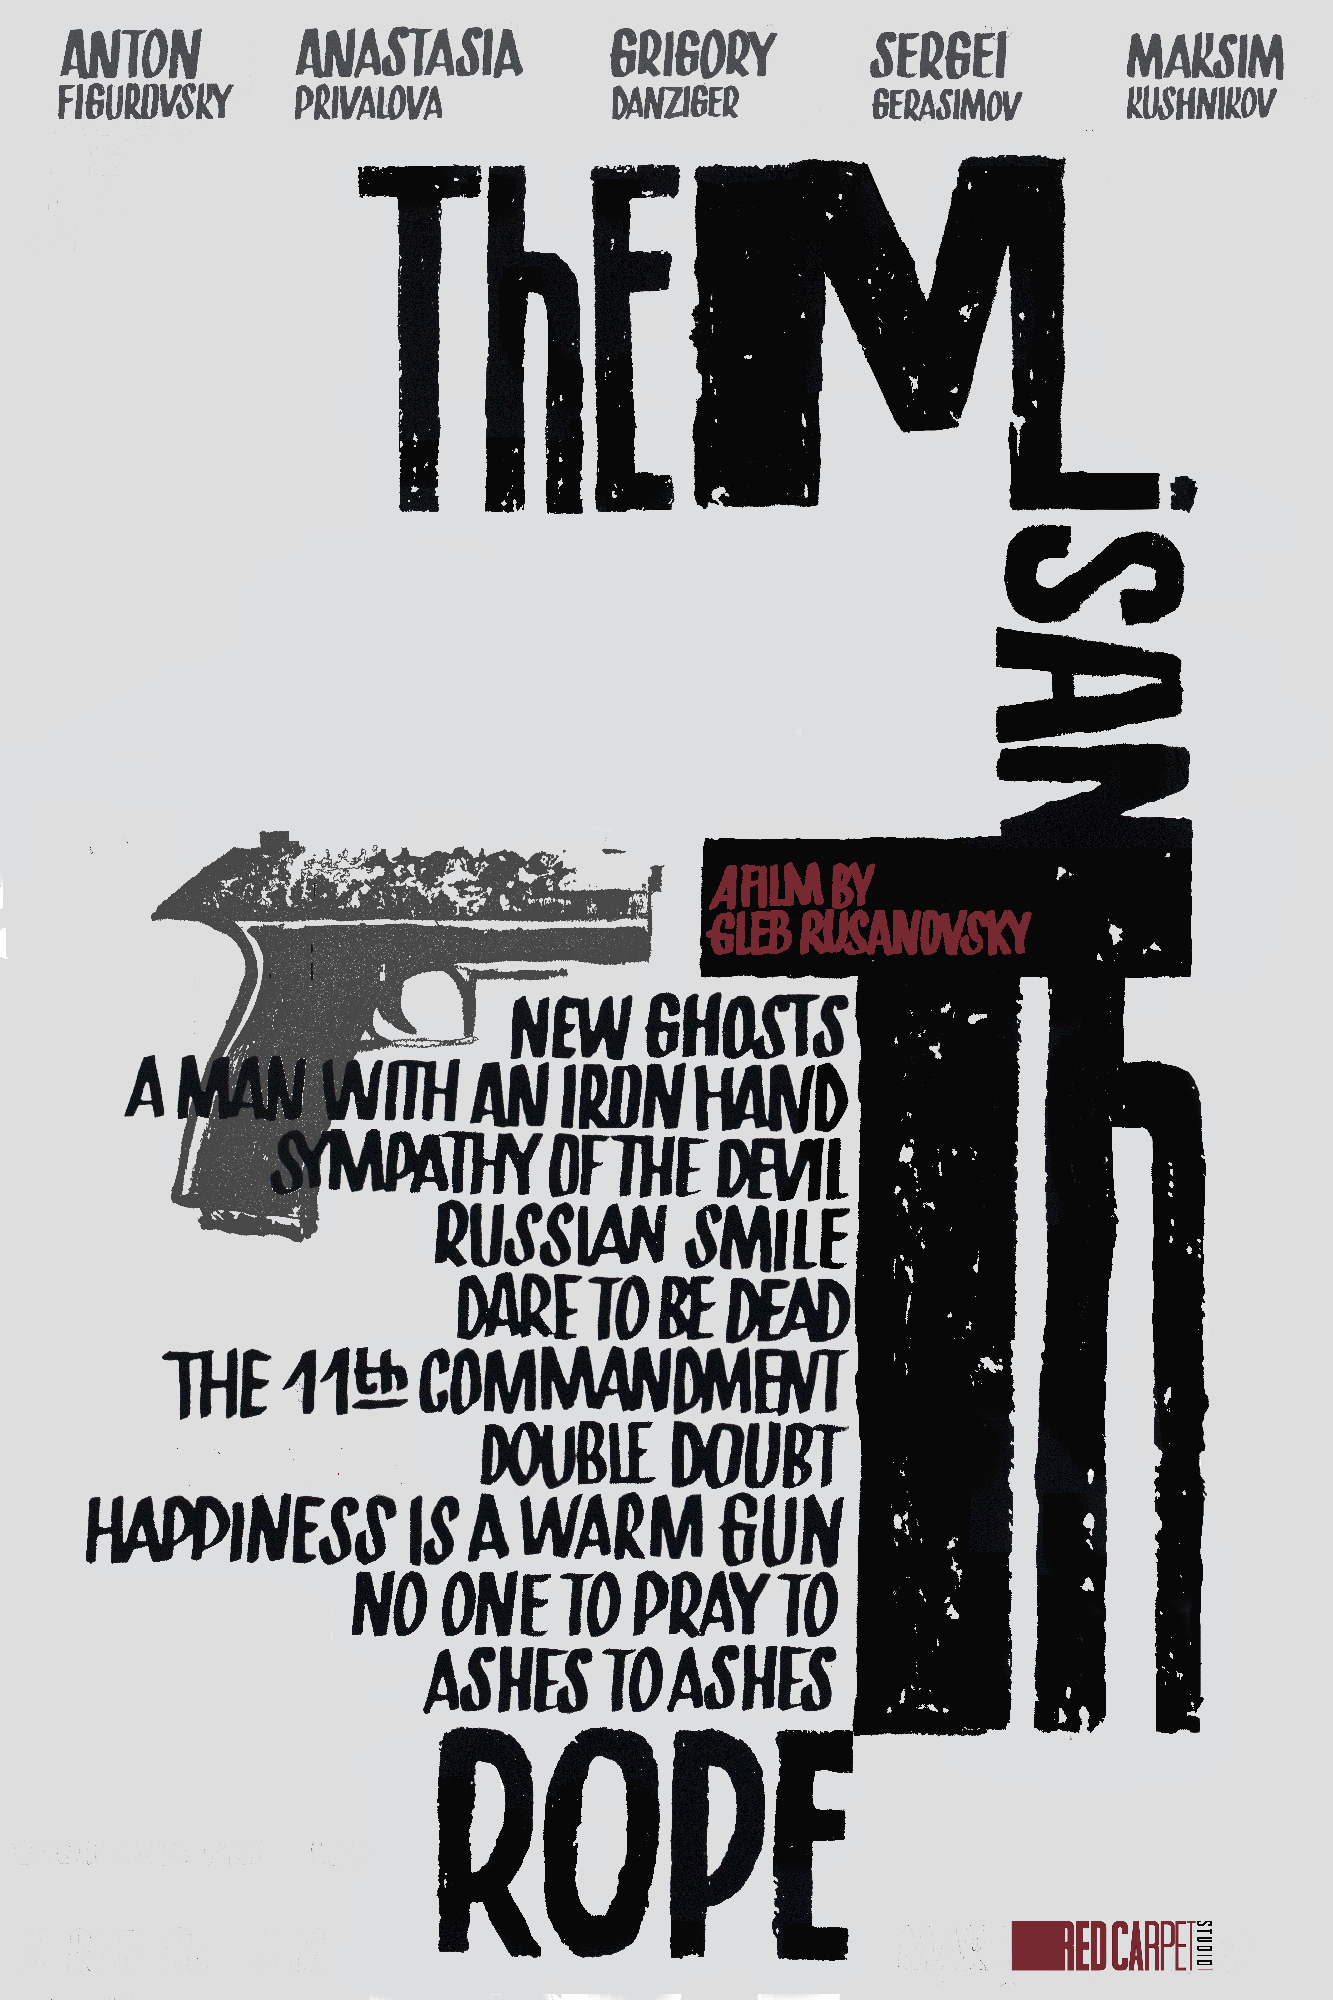 ANTON
FIGUROVSKY
ANASTASIA
PRIVALOVA
GRIGORY
DANZIGER
SERGEI
GERASIMOV
MAKSIM
KUSHNIKOV
ThE MiSANThROPE
A FILM BY
GLEB RUSANOVSKY
NEW GHOSTS
A MAN WITH AN IRON HAND
SYMPATHY OF THE DEVIL
RUSSIAN SMILE
DARE TO BE DEAD
THE 11th COMMANDMENT
DOUBLE DOUBT
HAPPINESS IS A WARM GUN
NO ONE TO PRAY TO
ASHES TO ASHES
RED CARPET STUDIO